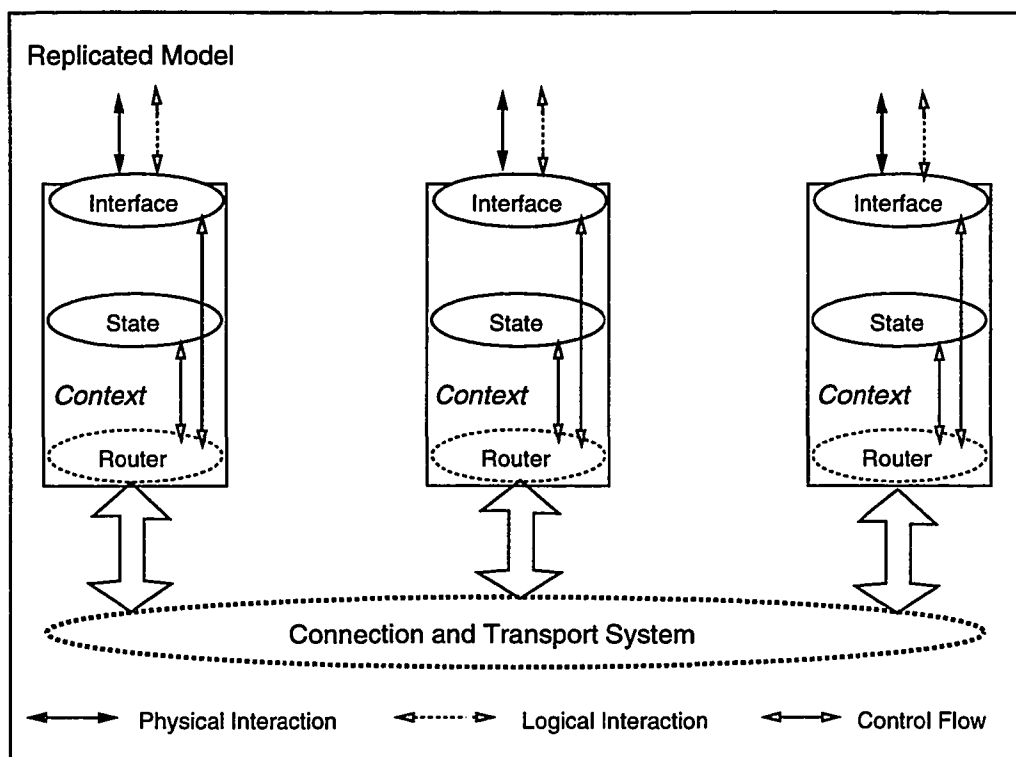 Replicated Model
Interface
Interface
Interface
State
State
State
Context
Context
Context
Router
Router
Router
Connection and Transport System
Physical Interaction
Logical Interaction
Control Flow